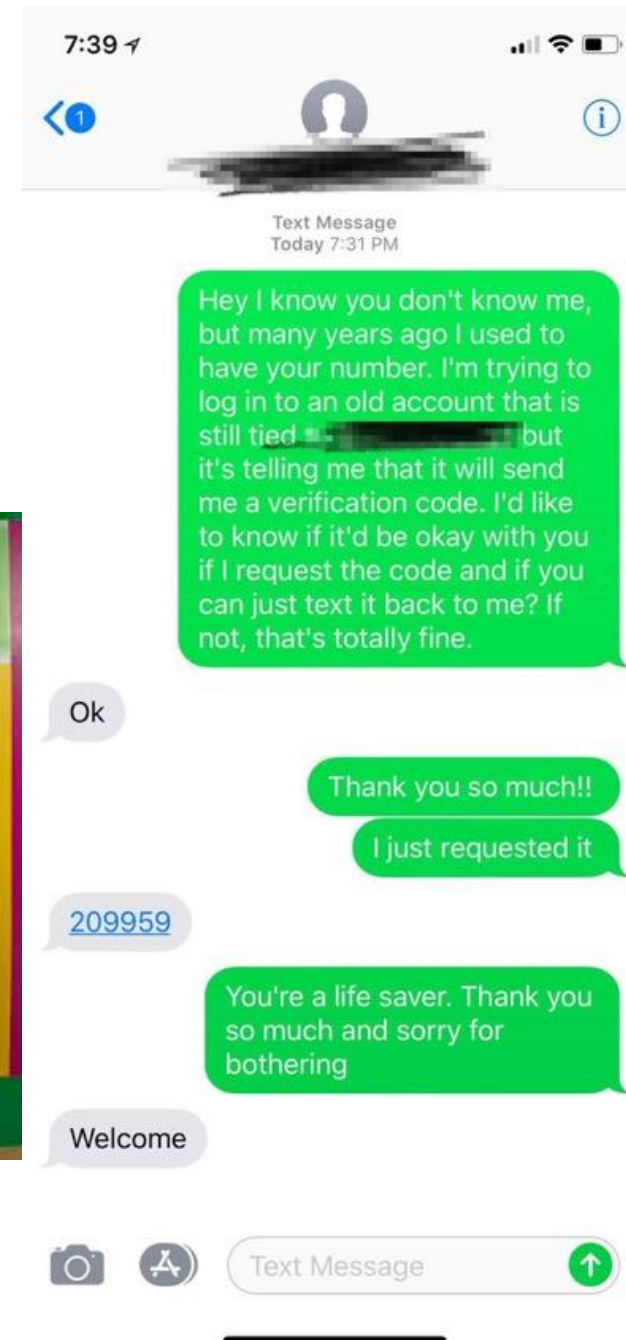 7:39
1
i
Text Message
Today 7:31 PM
Hey I know you don't know me,
but many years ago I used to
have your number. I'm trying to
log in to an old account that is
still tied but
it's telling me that it will send
me a verification code. I'd like
to know if it'd be okay with you
if I request the code and if you
can just text it back to me? If
not, that's totally fine.
Ok
Thank you so much!!
I just requested it
209959
You're a life saver. Thank you
so much and sorry for
bothering
Welcome
Text Message